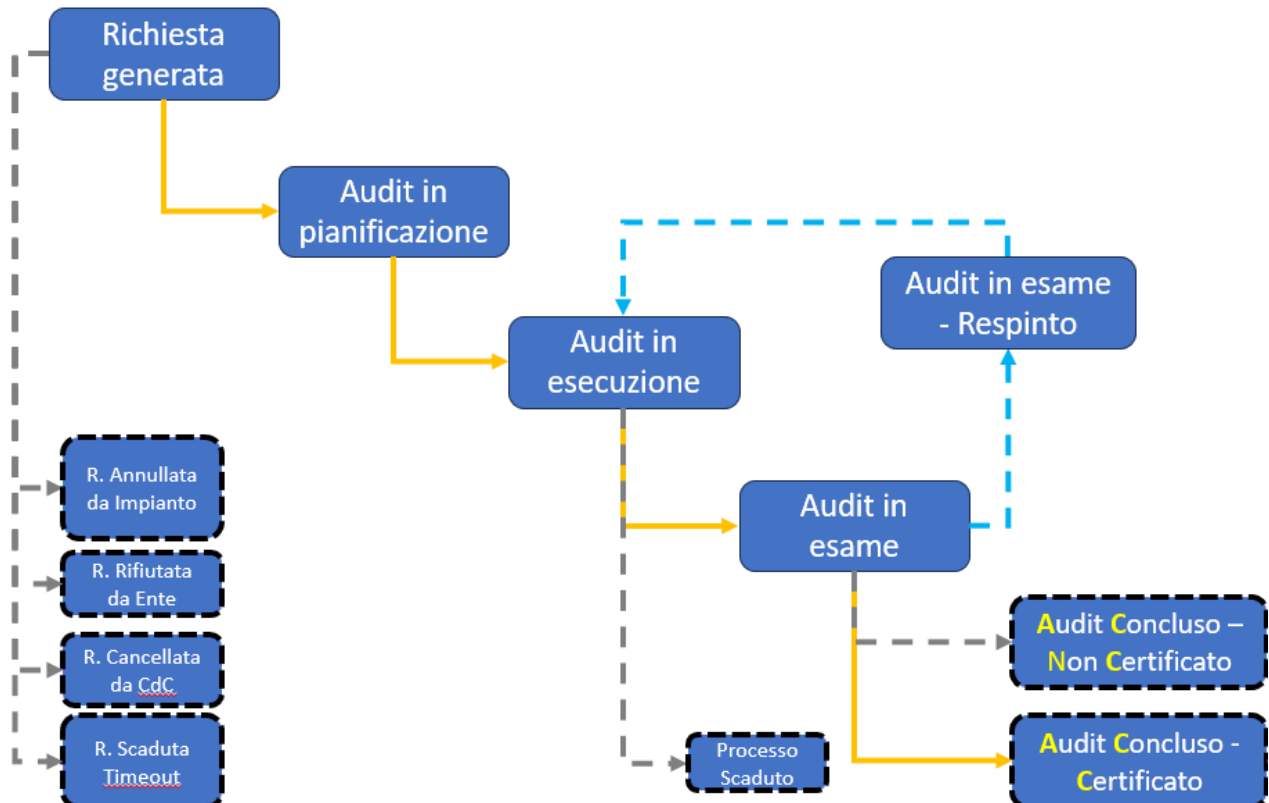 Richiesta
generata
Audit in
pianificazione
Audit in esame
- Respinto
Audit in
esecuzione
R. Annullata
da Impianto
Audit in
esame
R. Rifiutata
da Ente
Audit Concluso –
Non Certificato
R. Cancellata
da CdC
R. Scaduta
Timeout
Processo
Scaduto
Audit Concluso -
Certificato